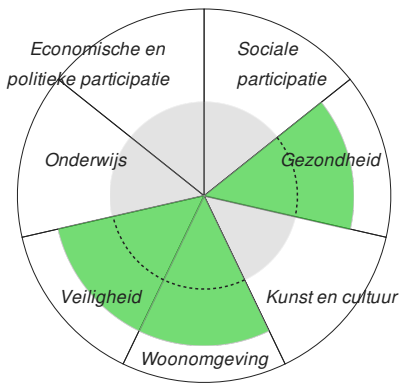 Economische en
politieke participatie
Sociale
participatie
Onderwijs
Gezondheid
Veiligheid
Kunst en cultuur
Woonomgeving